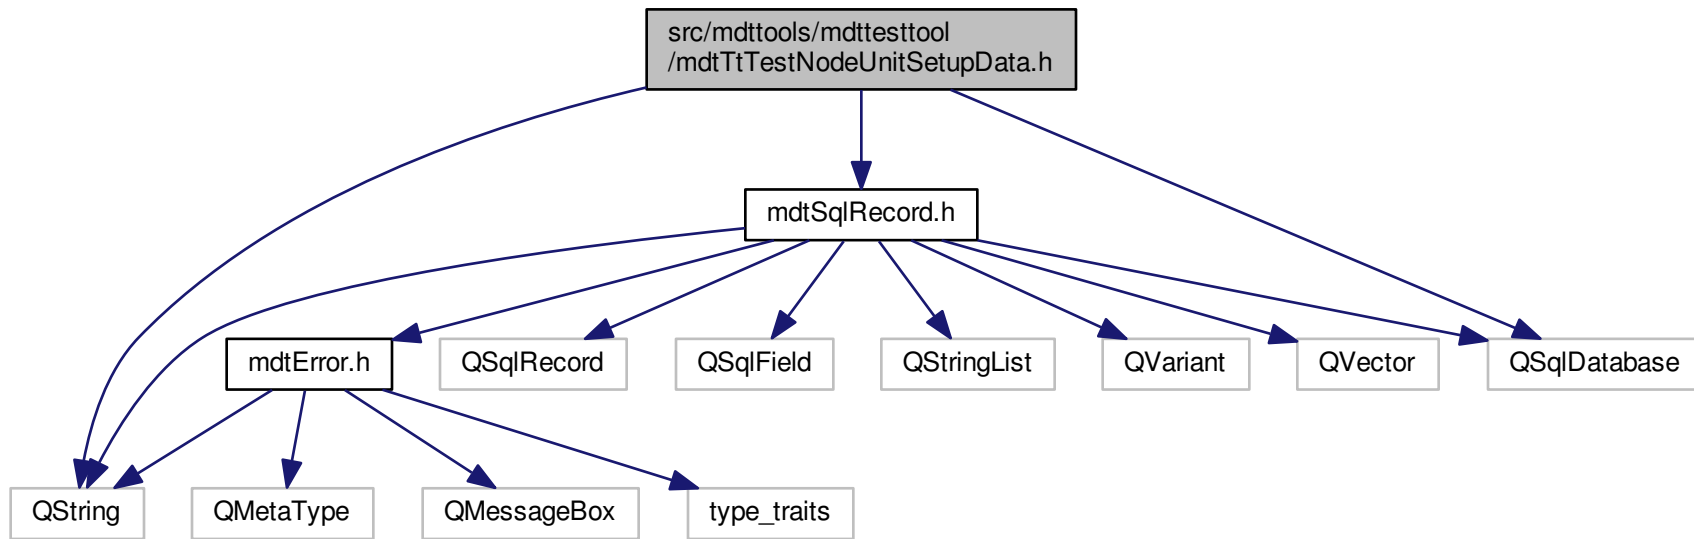 src/mdttools/mdttesttool
/mdtTtTestNodeUnitSetupData.h
mdtSqlRecord.h
mdtError.h
QSqlRecord
QSqlField
QStringList
QVariant
QVector
QSqlDatabase
QString
QMetaType
QMessageBox
type_traits